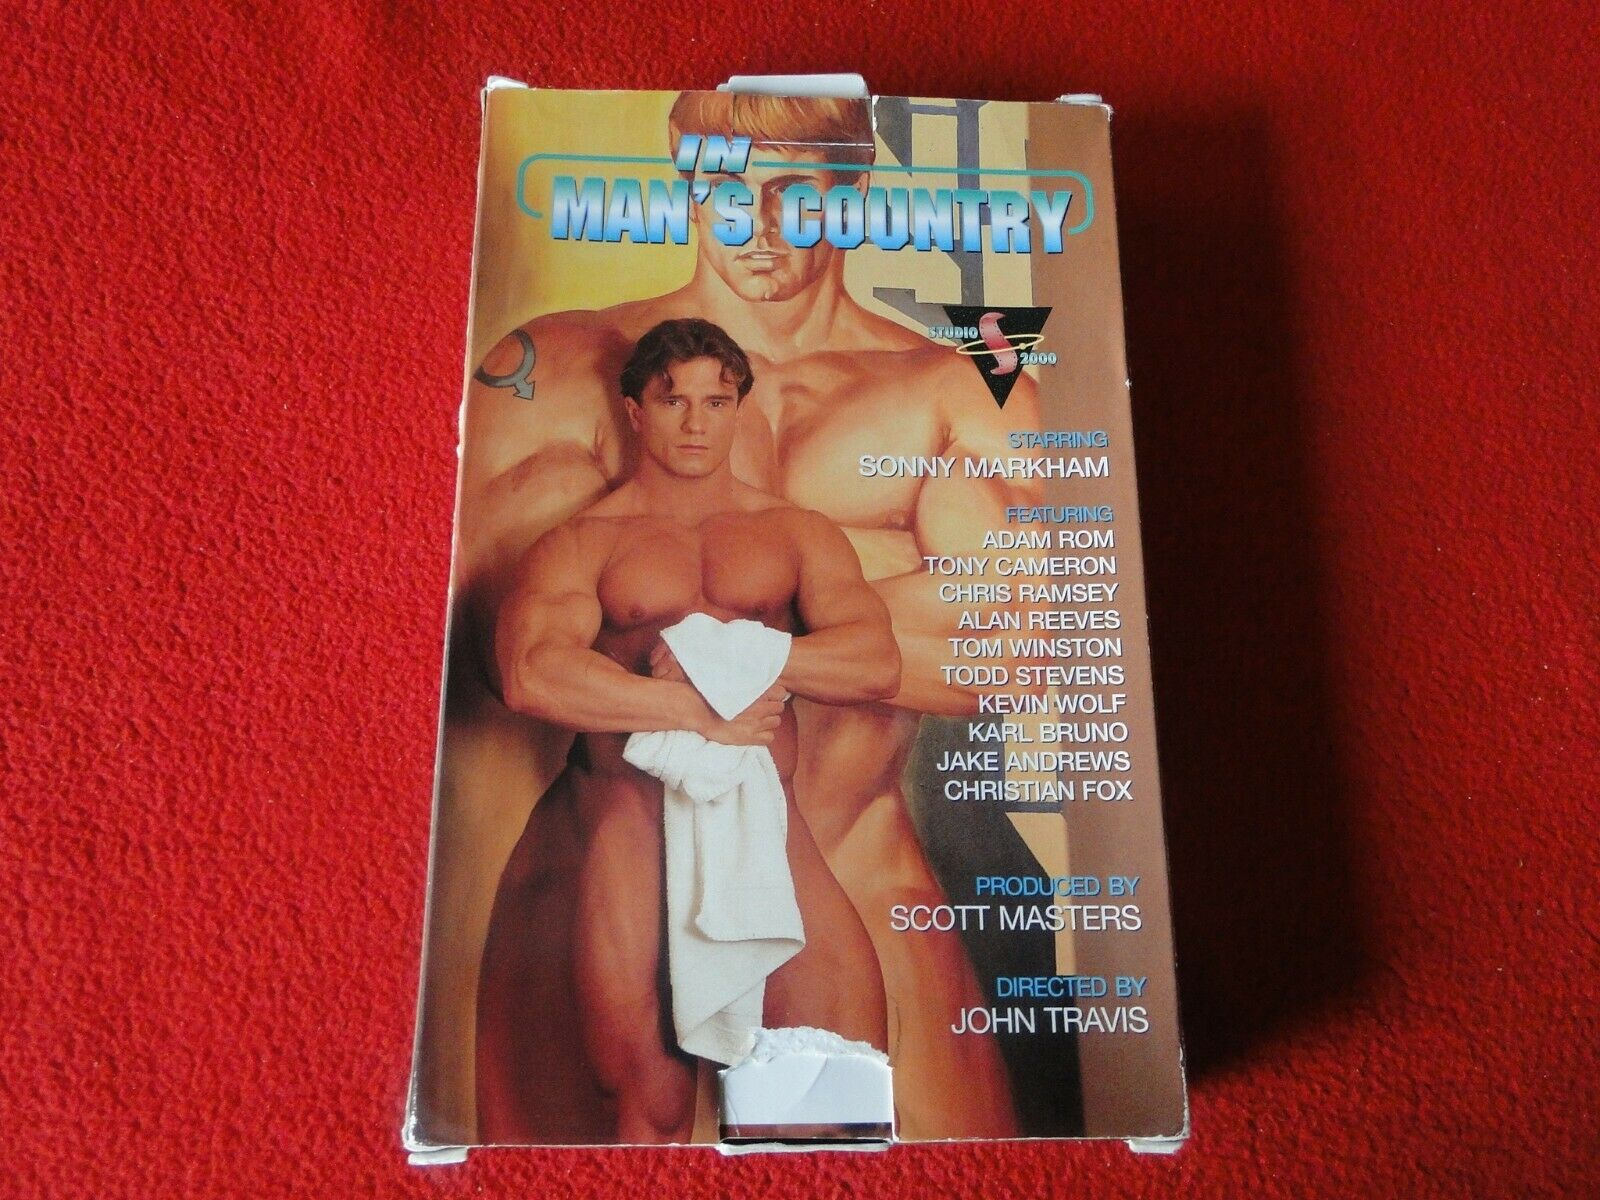 IN
MAN'S COUNTRY
STUDIO S
2000
STARRING
SONNY MARKHAM
FEATURING
ADAM ROM
TONY CAMERON
CHRIS RAMSEY
ALAN REEVES
TOM WINSTON
TODD STEVENS
KEVIN WOLF
KARL BRUNO
JAKE ANDREWS
CHRISTIAN FOX
PRODUCED BY
SCOTT MASTERS
DIRECTED BY
JOHN TRAVIS